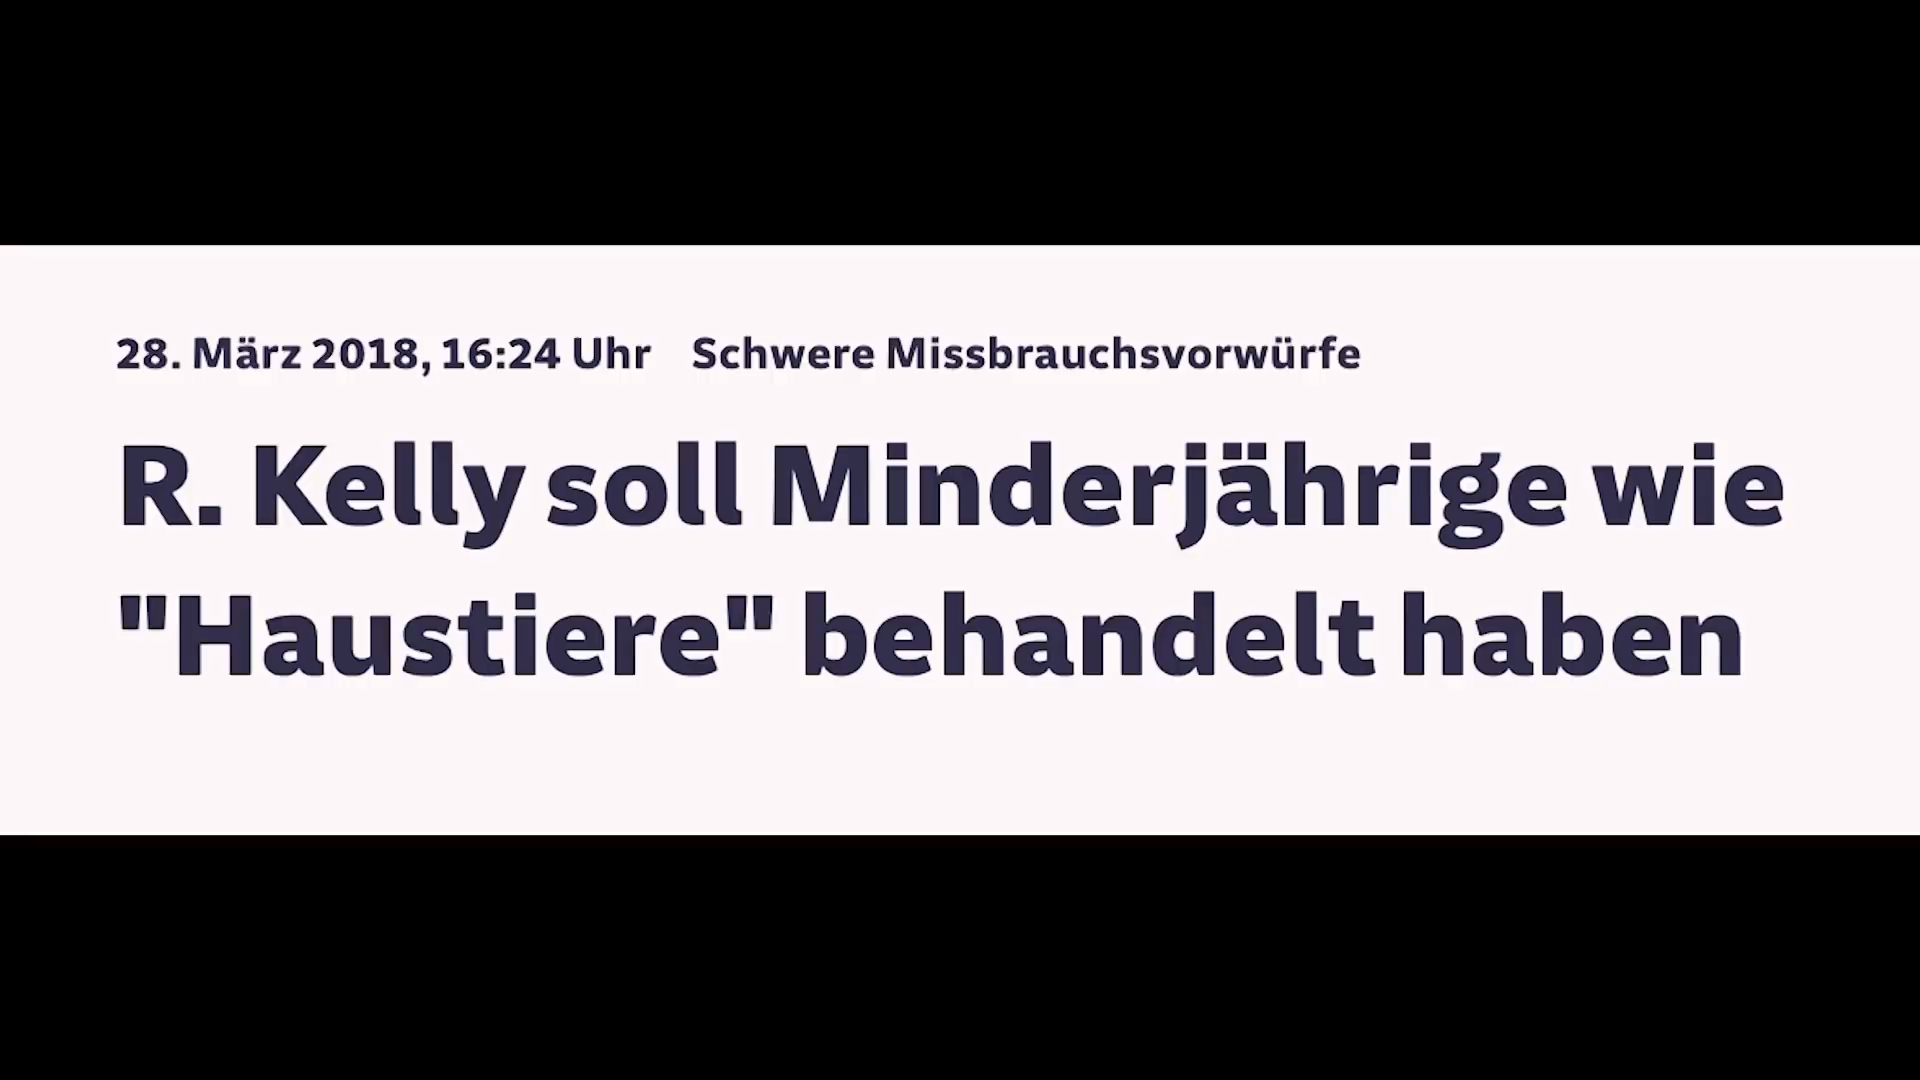 28. März 2018, 16:24 Uhr Schwere Missbrauchsvorwürfe
R. Kelly soll Minderjährige wie
"Haustiere" behandelt haben